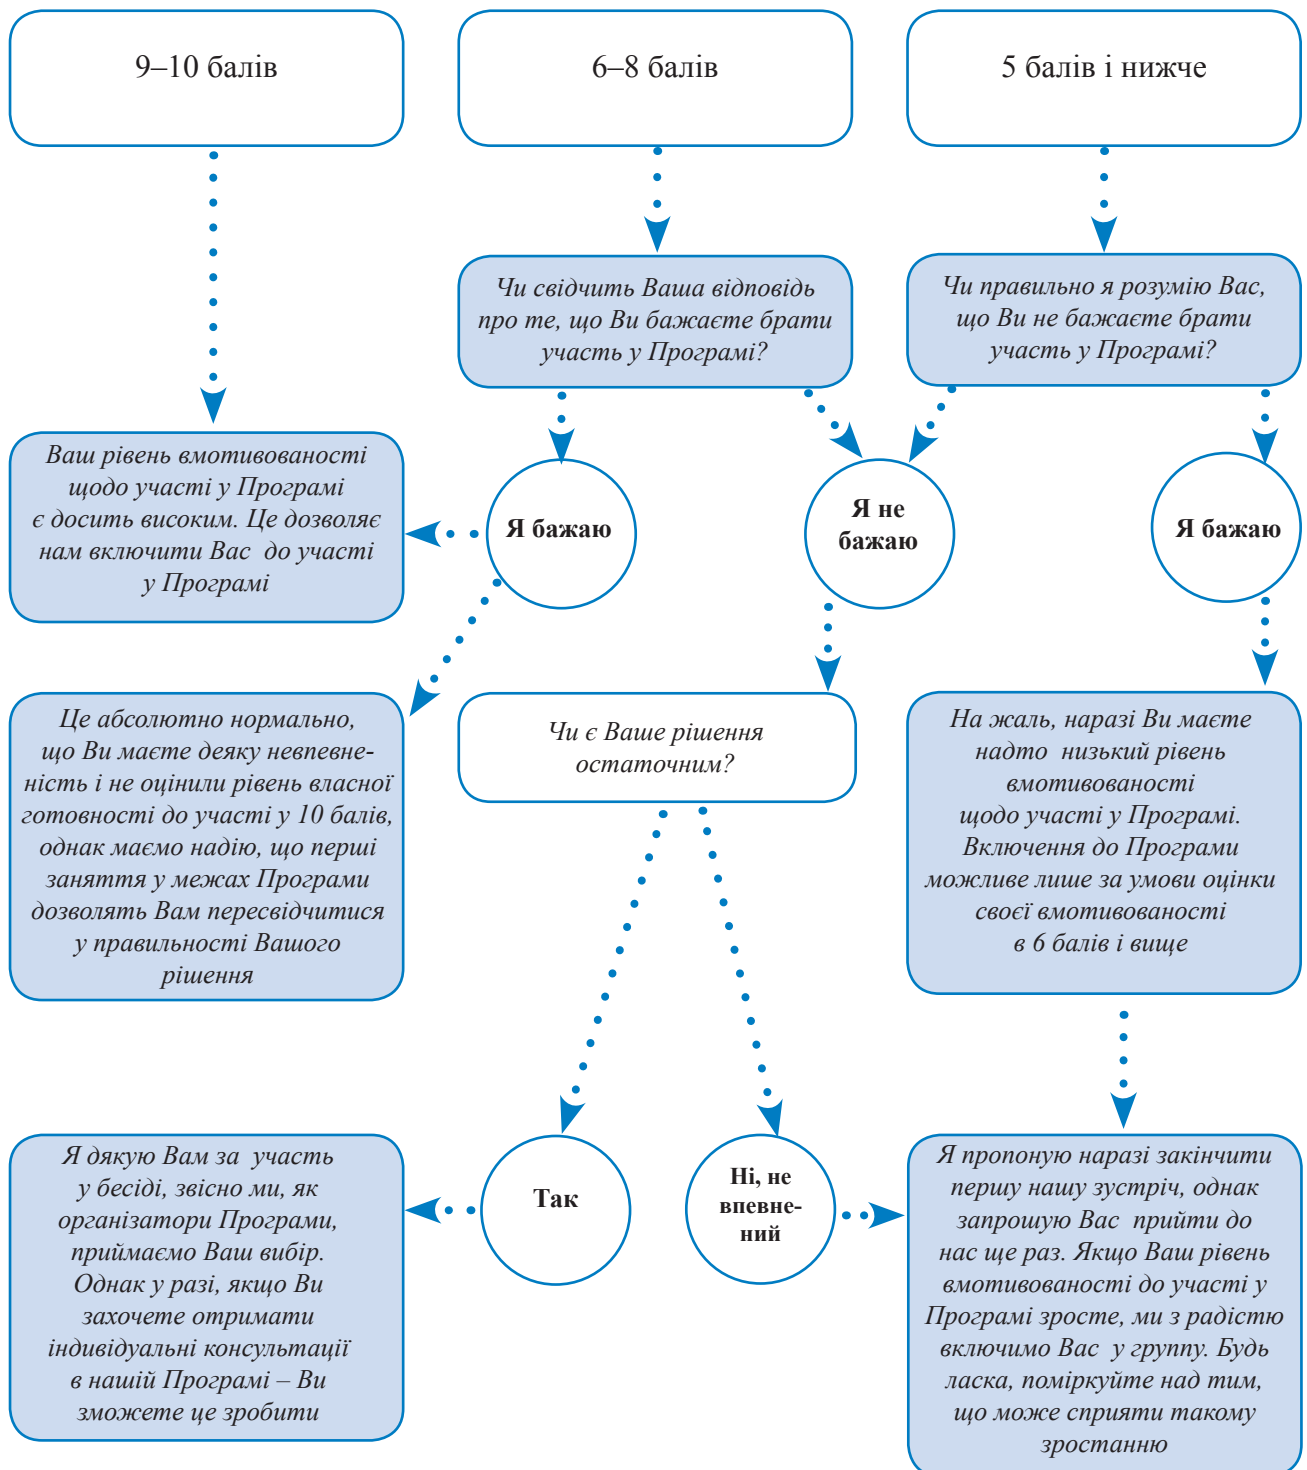 9–10 балів
6–8 балів
5 балів і нижче
Чи свідчить Ваша відповідь
про те, що Ви бажаєте брати
участь у Програмі?
Чи правильно я розумію Вас,
що Ви не бажаєте брати
участь у Програмі?
Ваш рівень вмотивованості
щодо участі у Програмі
є досить високим. Це дозволяє
нам включити Вас до участі
у Програмі
Я бажаю
Я не
бажаю
Я бажаю
Це абсолютно нормально,
що Ви маєте деяку невпевне-
ність і не оцінили рівень власної
готовності до участі у 10 балів,
однак маємо надію, що перші
заняття у межах Програми
дозволять Вам пересвідчитися
у правильності Вашого
рішення
Чи є Ваше рішення
остаточним?
На жаль, наразі Ви маєте
надто низький рівень
вмотивованості
щодо участі у Програмі.
Включення до Програми
можливе лише за умови оцінки
своєї вмотивованості
в 6 балів і вище
Я дякую Вам за участь
у бесіді, звісно ми, як
організатори Програми,
приймаємо Ваш вибір.
Однак у разі, якщо Ви
захочете отримати
індивідуальні консультації
в нашій Програмі – Ви
зможете це зробити
Так
Ні, не
впевне-
ний
Я пропоную наразі закінчити
першу нашу зустріч, однак
запрошую Вас прийти до
нас ще раз. Якщо Ваш рівень
вмотивованості до участі у
Програмі зросте, ми з радістю
включимо Вас у группу. Будь
ласка, поміркуйте над тим,
що може сприяти такому
зростанню